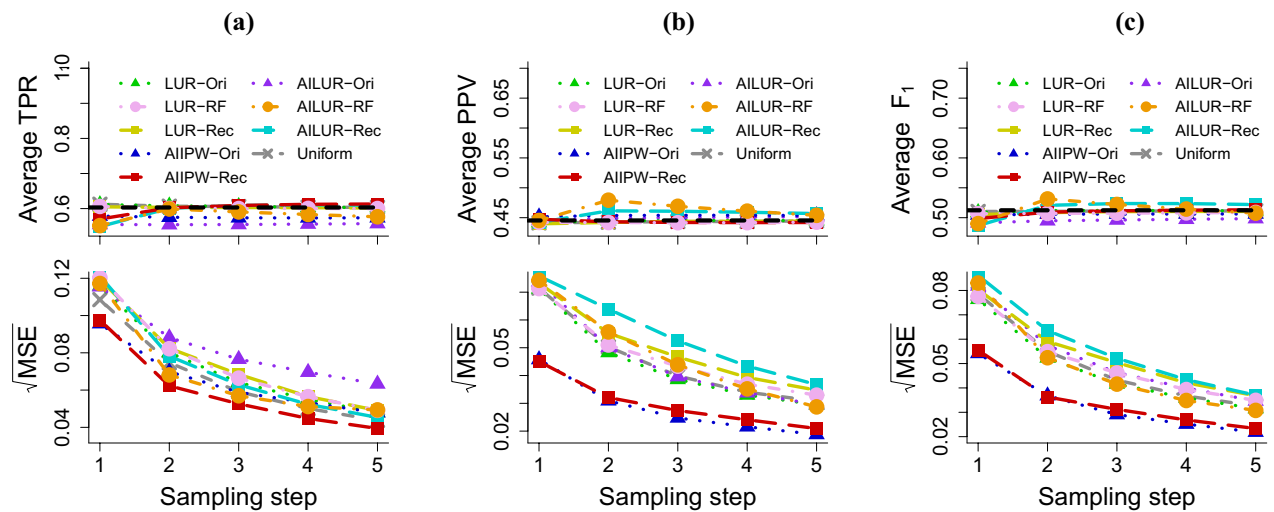 (a)
Average TPR
1.0
0.8
0.6
LUR-Ori
LUR-RF
LUR-Rec
AIIPW-Ori
AIIPW-Rec
AILUR-Ori
AILUR-RF
AILUR-Rec
Uniform
√MSE
0.12
0.08
0.04
1 2 3 4 5
Sampling step
(b)
Average PPV
0.65
0.55
0.45
LUR-Ori
LUR-RF
LUR-Rec
AIIPW-Ori
AIIPW-Rec
AILUR-Ori
AILUR-RF
AILUR-Rec
Uniform
√MSE
0.05
0.02
1 2 3 4 5
Sampling step
(c)
Average F₁
0.70
0.60
0.50
LUR-Ori
LUR-RF
LUR-Rec
AIIPW-Ori
AIIPW-Rec
AILUR-Ori
AILUR-RF
AILUR-Rec
Uniform
√MSE
0.08
0.05
0.02
1 2 3 4 5
Sampling step